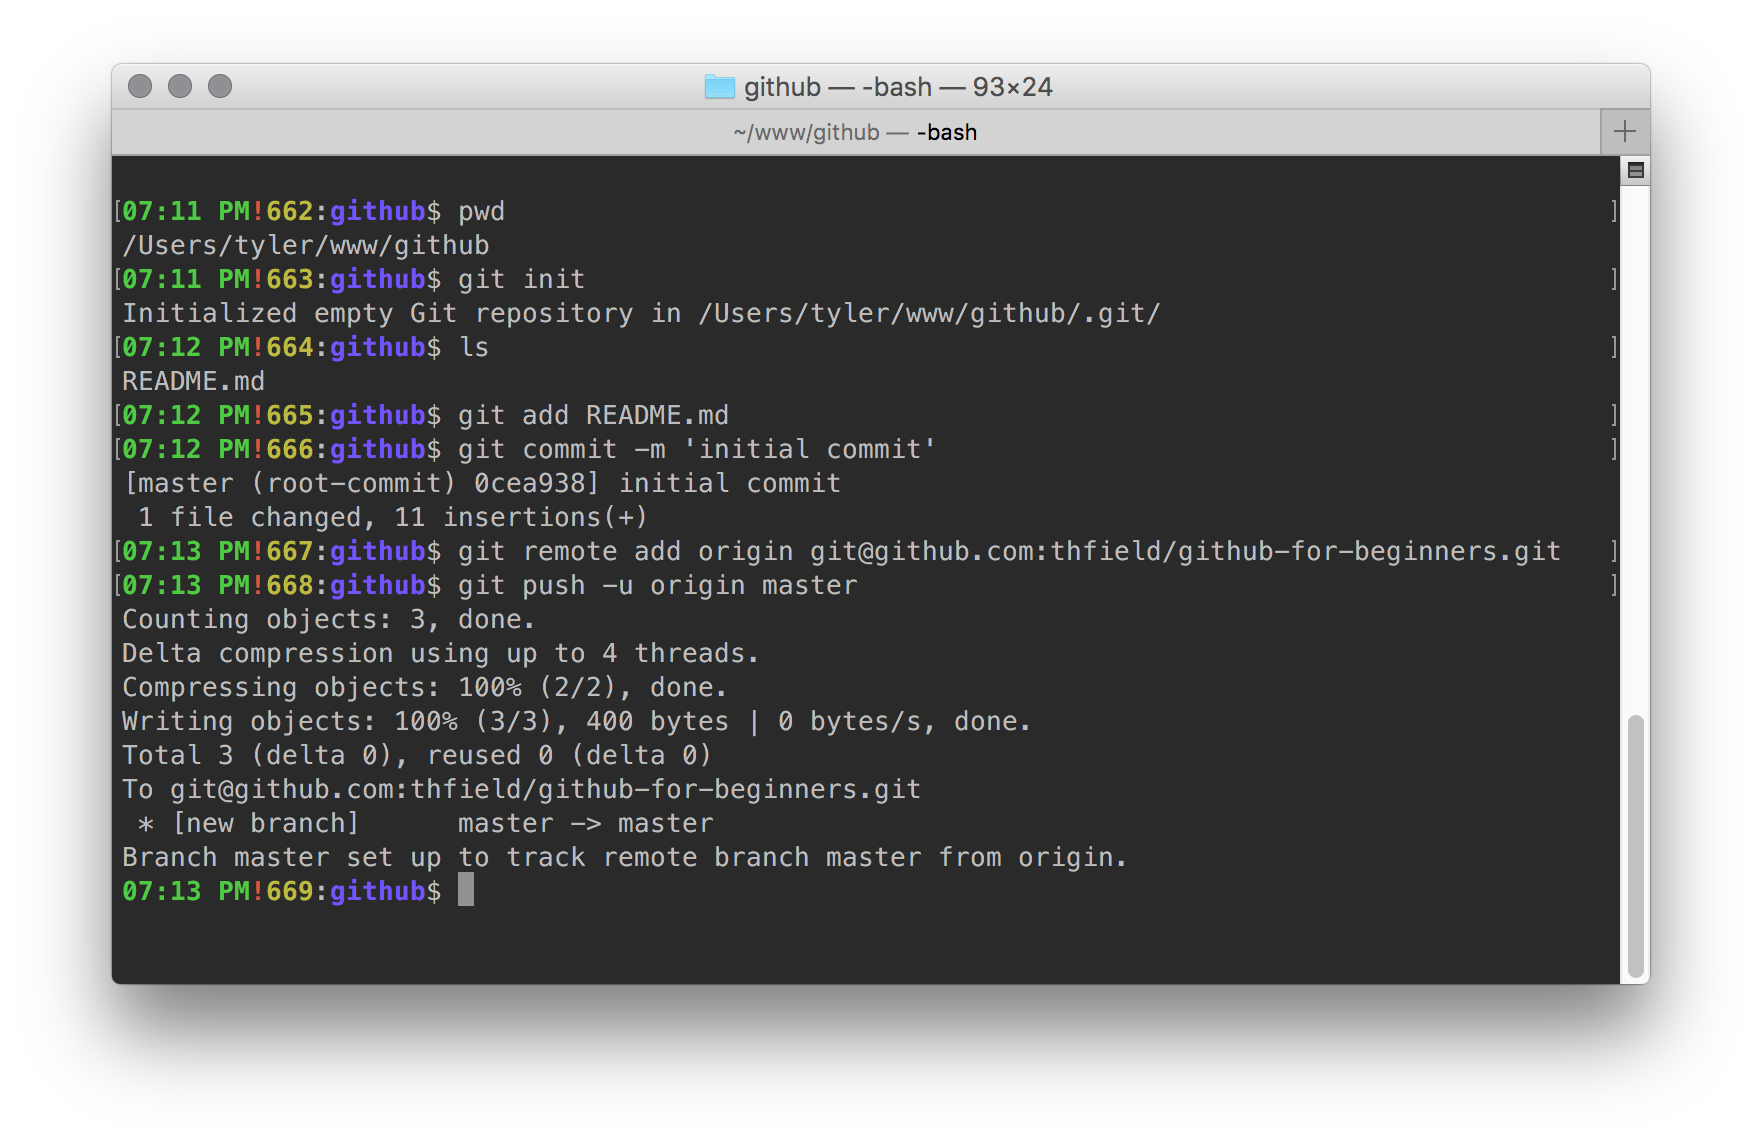 github — -bash — 93×24
~/www/github — -bash
[07:11 PM!662:github$ pwd ]
/Users/tyler/www/github
[07:11 PM!663:github$ git init ]
Initialized empty Git repository in /Users/tyler/www/github/.git/
[07:12 PM!664:github$ ls ]
README.md
[07:12 PM!665:github$ git add README.md ]
[07:12 PM!666:github$ git commit -m 'initial commit' ]
[master (root-commit) 0cea938] initial commit
 1 file changed, 11 insertions(+)
[07:13 PM!667:github$ git remote add origin git@github.com:thfield/github-for-beginners.git ]
[07:13 PM!668:github$ git push -u origin master ]
Counting objects: 3, done.
Delta compression using up to 4 threads.
Compressing objects: 100% (2/2), done.
Writing objects: 100% (3/3), 400 bytes | 0 bytes/s, done.
Total 3 (delta 0), reused 0 (delta 0)
To git@github.com:thfield/github-for-beginners.git
 * [new branch]      master -> master
Branch master set up to track remote branch master from origin.
07:13 PM!669:github$